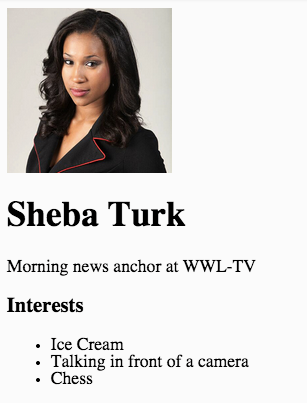 Sheba Turk
Morning news anchor at WWL-TV
Interests
Ice Cream
Talking in front of a camera
Chess